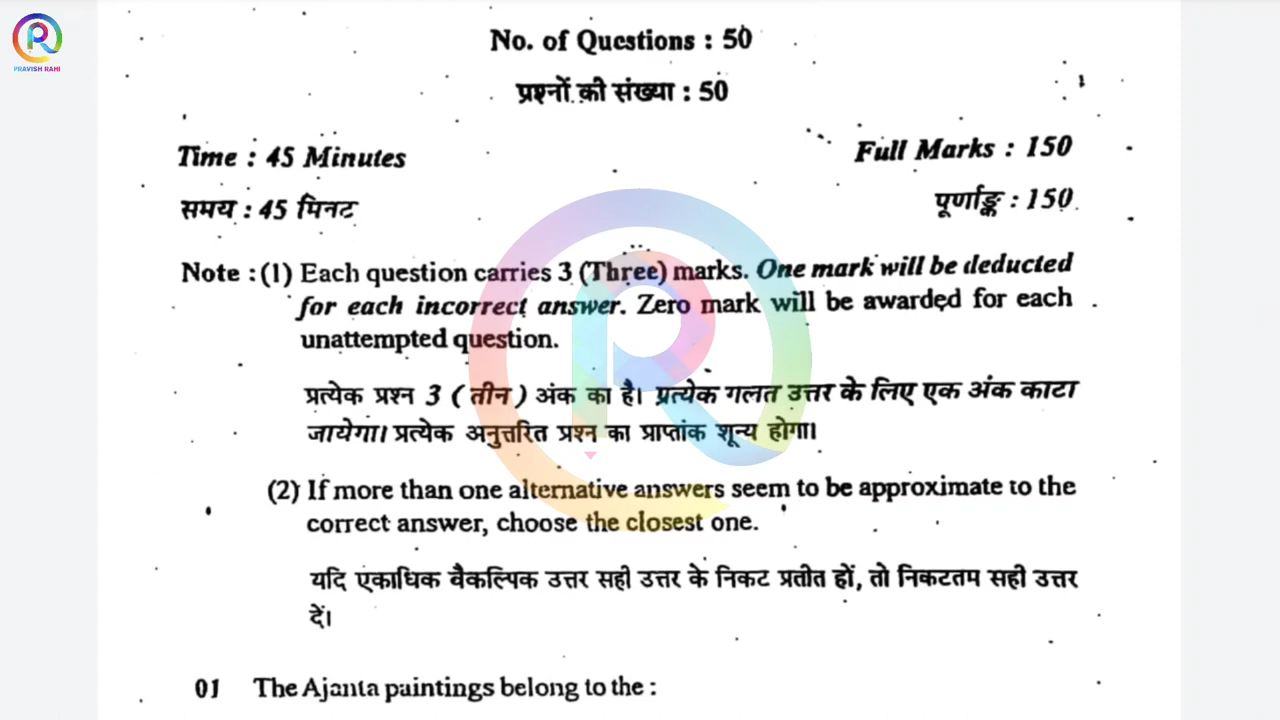 PRAVISH RAHI
No. of Questions : 50
प्रश्नों की संख्या : 50
Time : 45 Minutes
Full Marks : 150
समय : 45 मिनट
पूर्णाङ्क : 150
Note : (1) Each question carries 3 (Three) marks. One mark will be deducted
for each incorrect answer. Zero mark will be awarded for each
unattempted question.
प्रत्येक प्रश्न 3 ( तीन ) अंक का है। प्रत्येक गलत उत्तर के लिए एक अंक काटा
जायेगा। प्रत्येक अनुत्तरित प्रश्न का प्राप्तांक शून्य होगा।
(2) If more than one alternative answers seem to be approximate to the
correct answer, choose the closest one.
यदि एकाधिक वैकल्पिक उत्तर सही उत्तर के निकट प्रतीत हों, तो निकटतम सही उत्तर
दें।
01 The Ajanta paintings belong to the :